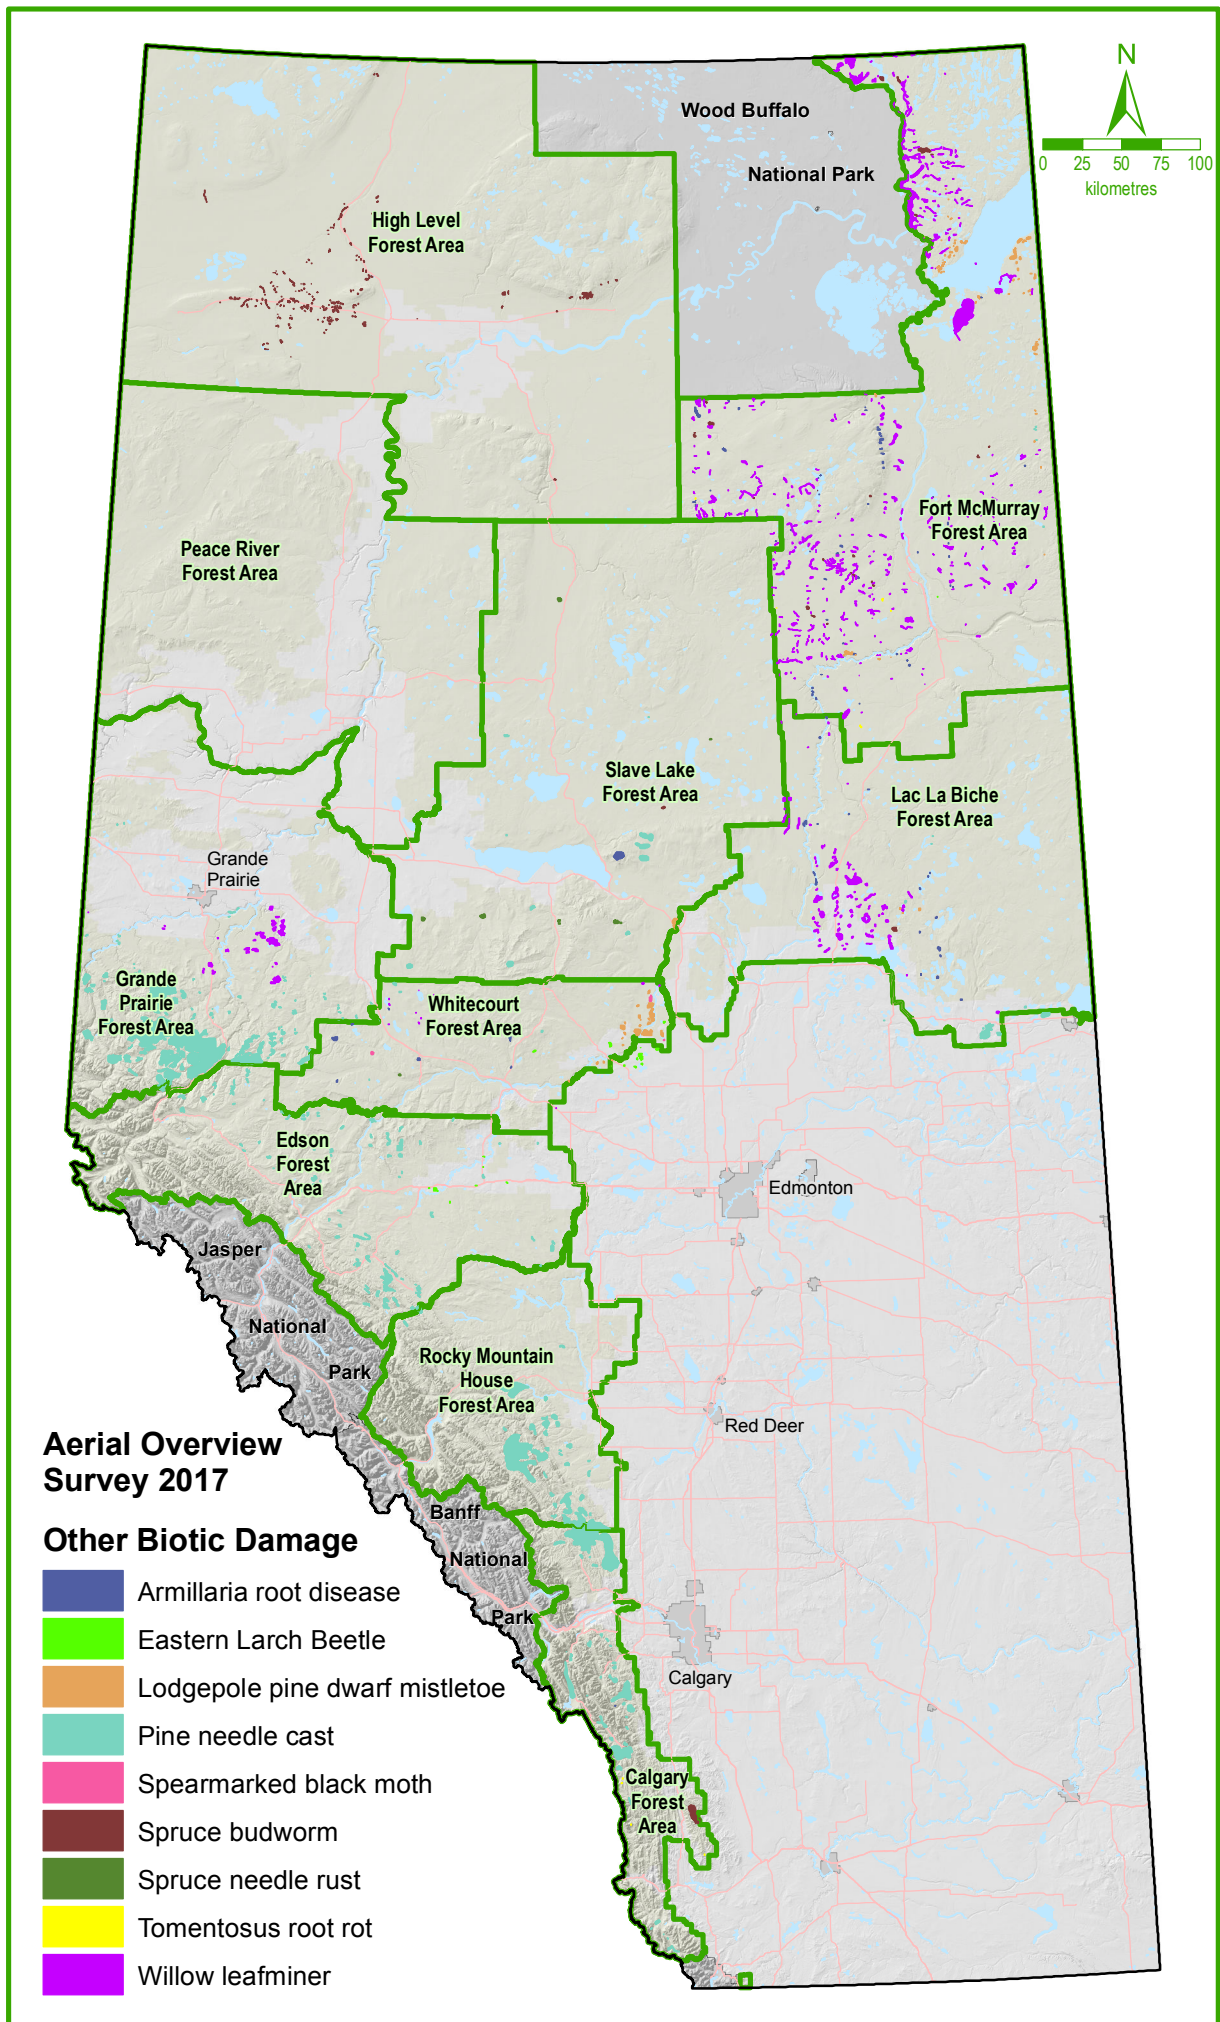 N
0 25 50 75 100
kilometres
Wood Buffalo
National Park
High Level
Forest Area
Fort McMurray
Forest Area
Peace River
Forest Area
Slave Lake
Forest Area
Lac La Biche
Forest Area
Grande
Prairie
Grande
Prairie
Forest Area
Whitecourt
Forest Area
Edson
Forest
Area
Edmonton
Jasper
National
Park
Rocky Mountain
House
Forest Area
Red Deer
Banff
National
Park
Calgary
Calgary
Forest
Area
Aerial Overview
Survey 2017
Other Biotic Damage
Armillaria root disease
Eastern Larch Beetle
Lodgepole pine dwarf mistletoe
Pine needle cast
Spearmarked black moth
Spruce budworm
Spruce needle rust
Tomentosus root rot
Willow leafminer